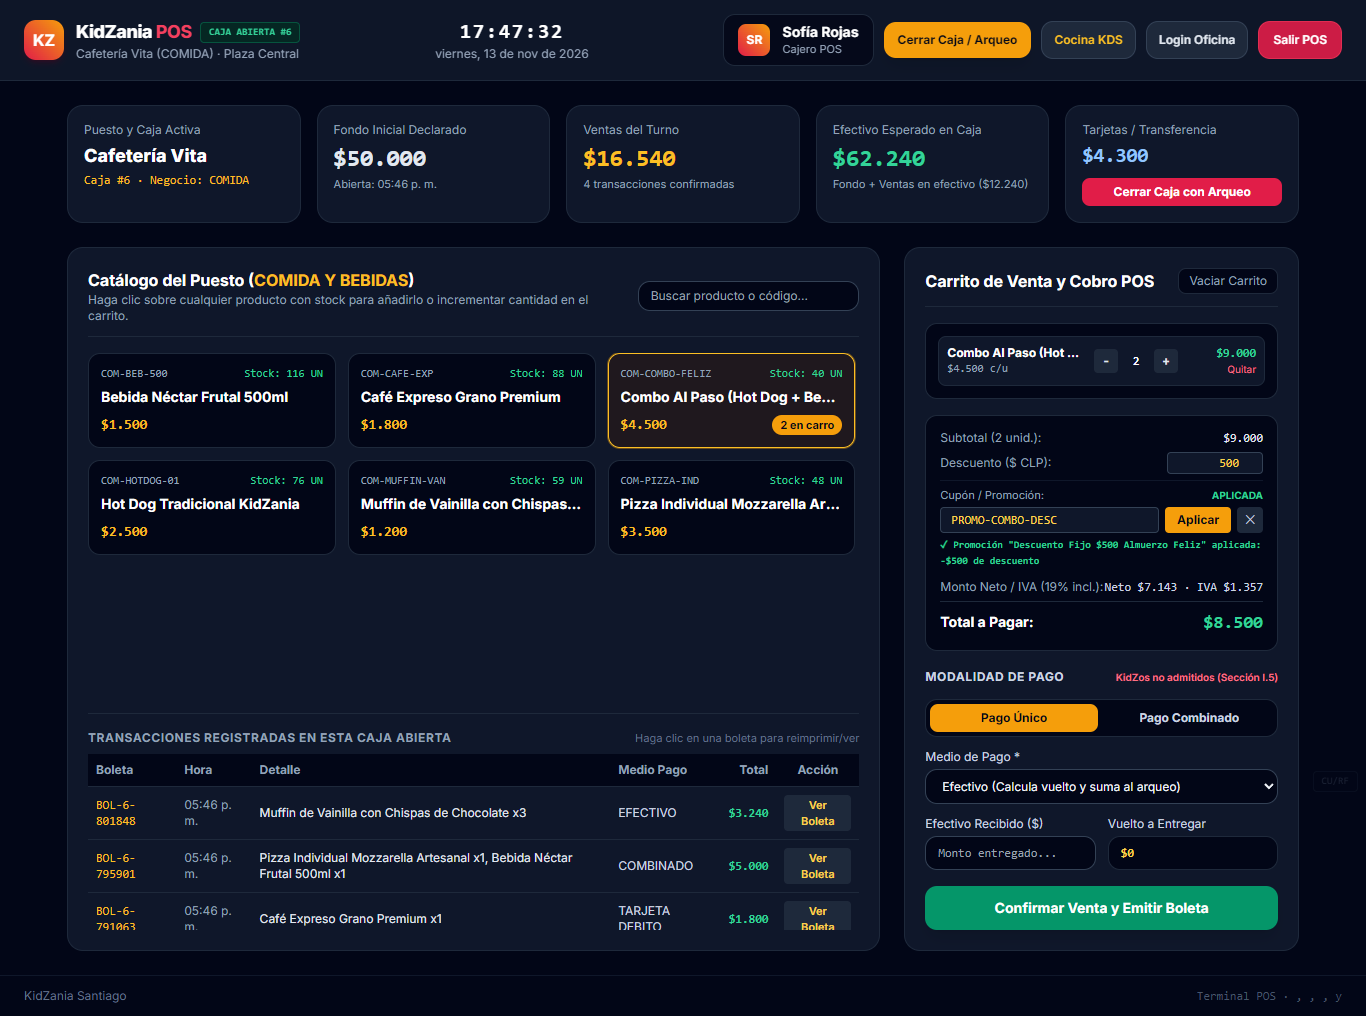 KZ
KidZania POS
CAJA ABIERTA #6
Cafetería Vita (COMIDA) · Plaza Central
17:47:32
viernes, 13 de nov de 2026
SR
Sofía Rojas
Cajero POS
Cerrar Caja / Arqueo
Cocina KDS
Login Oficina
Salir POS
Puesto y Caja Activa
Cafetería Vita
Caja #6 · Negocio: COMIDA
Fondo Inicial Declarado
$50.000
Abierta: 05:46 p. m.
Ventas del Turno
$16.540
4 transacciones confirmadas
Efectivo Esperado en Caja
$62.240
Fondo + Ventas en efectivo ($12.240)
Tarjetas / Transferencia
$4.300
Cerrar Caja con Arqueo
Catálogo del Puesto (COMIDA Y BEBIDAS)
Haga clic sobre cualquier producto con stock para añadirlo o incrementar cantidad en el
carrito.
Buscar producto o código...
COM-BEB-500 Stock: 116 UN
Bebida Néctar Frutal 500ml
$1.500
COM-CAFE-EXP Stock: 88 UN
Café Expreso Grano Premium
$1.800
COM-COMBO-FELIZ Stock: 40 UN
Combo Al Paso (Hot Dog + Be...
$4.500 2 en carro
COM-HOTDOG-01 Stock: 76 UN
Hot Dog Tradicional KidZania
$2.500
COM-MUFFIN-VAN Stock: 59 UN
Muffin de Vainilla con Chispas...
$1.200
COM-PIZZA-IND Stock: 48 UN
Pizza Individual Mozzarella Ar...
$3.500
TRANSACCIONES REGISTRADAS EN ESTA CAJA ABIERTA
Haga clic en una boleta para reimprimir/ver
Boleta Hora Detalle Medio Pago Total Acción
BOL-6-
801848
05:46 p.
m.
Muffin de Vainilla con Chispas de Chocolate x3
EFECTIVO
$3.240
Ver
Boleta
BOL-6-
795901
05:46 p.
m.
Pizza Individual Mozzarella Artesanal x1, Bebida Néctar
Frutal 500ml x1
COMBINADO
$5.000
Ver
Boleta
BOL-6-
791063
05:46 p.
m.
Café Expreso Grano Premium x1
TARJETA
DEBITO
$1.800
Ver
Boleta
Carrito de Venta y Cobro POS
Vaciar Carrito
Combo Al Paso (Hot ...
$4.500 c/u
- 2 +
$9.000
Quitar
Subtotal (2 unid.): $9.000
Descuento ($ CLP): 500
Cupón / Promoción: APLICADA
PROMO-COMBO-DESC
Aplicar
✕
✓ Promoción "Descuento Fijo $500 Almuerzo Feliz" aplicada:
-$500 de descuento
Monto Neto / IVA (19% incl.): Neto $7.143 · IVA $1.357
Total a Pagar: $8.500
MODALIDAD DE PAGO
KidZos no admitidos (Sección I.5)
Pago Único
Pago Combinado
Medio de Pago *
Efectivo (Calcula vuelto y suma al arqueo)
Efectivo Recibido ($)
Monto entregado...
Vuelto a Entregar
$0
Confirmar Venta y Emitir Boleta
CU/RF
KidZania Santiago
Terminal POS · , , , y